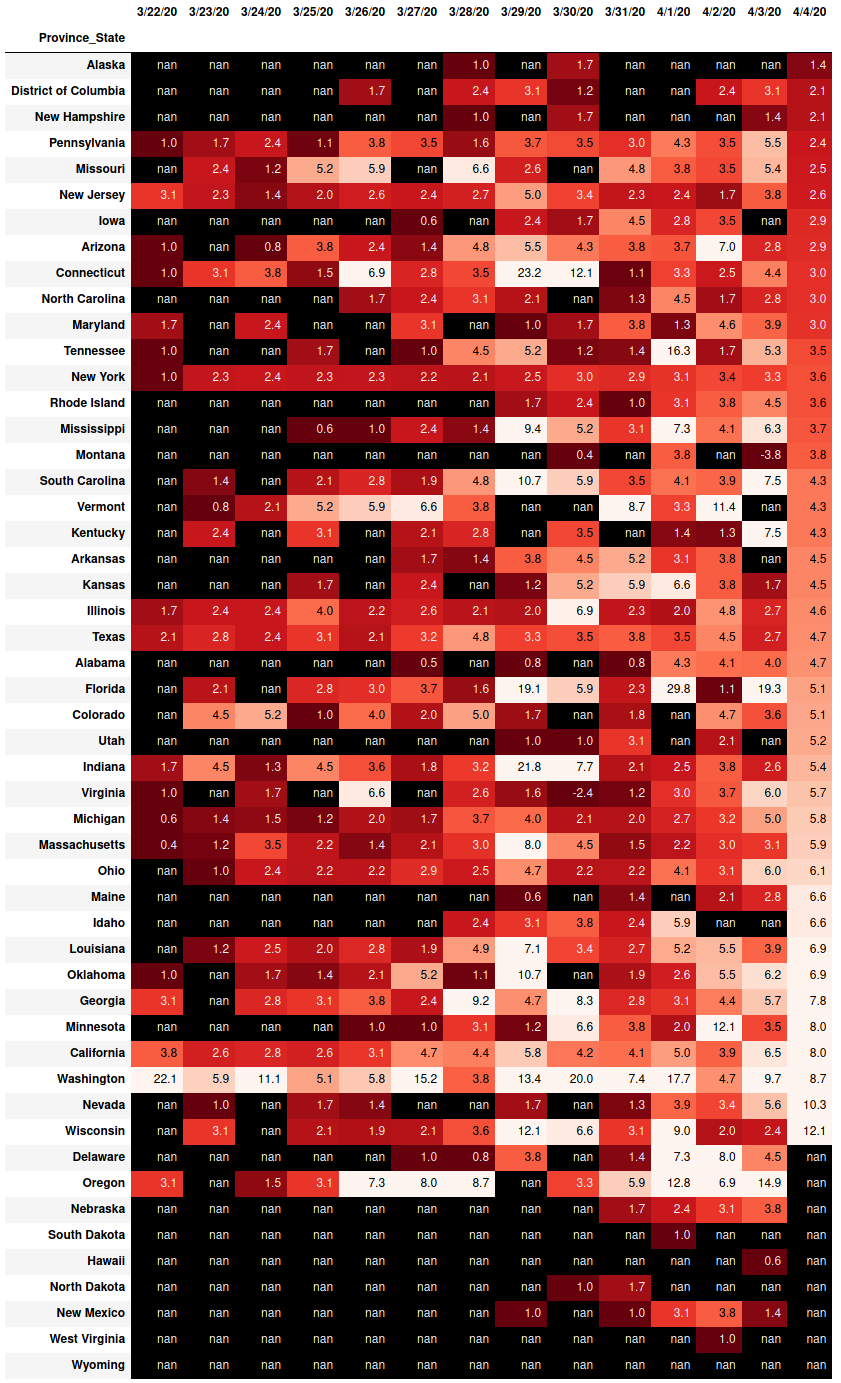 3/22/20 3/23/20 3/24/20 3/25/20 3/26/20 3/27/20 3/28/20 3/29/20 3/30/20 3/31/20 4/1/20 4/2/20 4/3/20 4/4/20
Province_State
Alaska nan nan nan nan nan nan 1.0 nan 1.7 nan nan nan nan 1.4
District of Columbia nan nan nan nan 1.7 nan 2.4 3.1 1.2 nan nan 2.4 3.1 2.1
New Hampshire nan nan nan nan nan nan 1.0 nan 1.7 nan nan nan 1.4 2.1
Pennsylvania 1.0 1.7 2.4 1.1 3.8 3.5 1.6 3.7 3.5 3.0 4.3 3.5 5.5 2.4
Missouri nan 2.4 1.2 5.2 5.9 nan 6.6 2.6 nan 4.8 3.8 3.5 5.4 2.5
New Jersey 3.1 2.3 1.4 2.0 2.6 2.4 2.7 5.0 3.4 2.3 2.4 1.7 3.8 2.6
Iowa nan nan nan nan nan 0.6 nan 2.4 1.7 4.5 2.8 3.5 nan 2.9
Arizona 1.0 nan 0.8 3.8 2.4 1.4 4.8 5.5 4.3 3.8 3.7 7.0 2.8 2.9
Connecticut 1.0 3.1 3.8 1.5 6.9 2.8 3.5 23.2 12.1 1.1 3.3 2.5 4.4 3.0
North Carolina nan nan nan nan 1.7 2.4 3.1 2.1 nan 1.3 4.5 1.7 2.8 3.0
Maryland 1.7 nan 2.4 nan nan 3.1 nan 1.0 1.7 3.8 1.3 4.6 3.9 3.0
Tennessee 1.0 nan nan 1.7 nan 1.0 4.5 5.2 1.2 1.4 16.3 1.7 5.3 3.5
New York 1.0 2.3 2.4 2.3 2.3 2.2 2.1 2.5 3.0 2.9 3.1 3.4 3.3 3.6
Rhode Island nan nan nan nan nan nan nan 1.7 2.4 1.0 3.1 3.8 4.5 3.6
Mississippi nan nan nan 0.6 1.0 2.4 1.4 9.4 5.2 3.1 7.3 4.1 6.3 3.7
Montana nan nan nan nan nan nan nan nan 0.4 nan 3.8 nan -3.8 3.8
South Carolina nan 1.4 nan 2.1 2.8 1.9 4.8 10.7 5.9 3.5 4.1 3.9 7.5 4.3
Vermont nan 0.8 2.1 5.2 5.9 6.6 3.8 nan nan 8.7 3.3 11.4 nan 4.3
Kentucky nan 2.4 nan 3.1 nan 2.1 2.8 nan 3.5 nan 1.4 1.3 7.5 4.3
Arkansas nan nan nan nan nan 1.7 1.4 3.8 4.5 5.2 3.1 3.8 nan 4.5
Kansas nan nan nan 1.7 nan 2.4 nan 1.2 5.2 5.9 6.6 3.8 1.7 4.5
Illinois 1.7 2.4 2.4 4.0 2.2 2.6 2.1 2.0 6.9 2.3 2.0 4.8 2.7 4.6
Texas 2.1 2.8 2.4 3.1 2.1 3.2 4.8 3.3 3.5 3.8 3.5 4.5 2.7 4.7
Alabama nan nan nan nan nan 0.5 nan 0.8 nan 0.8 4.3 4.1 4.0 4.7
Florida nan 2.1 nan 2.8 3.0 3.7 1.6 19.1 5.9 2.3 29.8 1.1 19.3 5.1
Colorado nan 4.5 5.2 1.0 4.0 2.0 5.0 1.7 nan 1.8 nan 4.7 3.6 5.1
Utah nan nan nan nan nan nan nan 1.0 1.0 3.1 nan 2.1 nan 5.2
Indiana 1.7 4.5 1.3 4.5 3.6 1.8 3.2 21.8 7.7 2.1 2.5 3.8 2.6 5.4
Virginia 1.0 nan 1.7 nan 6.6 nan 2.6 1.6 -2.4 1.2 3.0 3.7 6.0 5.7
Michigan 0.6 1.4 1.5 1.2 2.0 1.7 3.7 4.0 2.1 2.0 2.7 3.2 5.0 5.8
Massachusetts 0.4 1.2 3.5 2.2 1.4 2.1 3.0 8.0 4.5 1.5 2.2 3.0 3.1 5.9
Ohio nan 1.0 2.4 2.2 2.2 2.9 2.5 4.7 2.2 2.2 4.1 3.1 6.0 6.1
Maine nan nan nan nan nan nan nan 0.6 nan 1.4 nan 2.1 2.8 6.6
Idaho nan nan nan nan nan nan 2.4 3.1 3.8 2.4 5.9 nan nan 6.6
Louisiana nan 1.2 2.5 2.0 2.8 1.9 4.9 7.1 3.4 2.7 5.2 5.5 3.9 6.9
Oklahoma 1.0 nan 1.7 1.4 2.1 5.2 1.1 10.7 nan 1.9 2.6 5.5 6.2 6.9
Georgia 3.1 nan 2.8 3.1 3.8 2.4 9.2 4.7 8.3 2.8 3.1 4.4 5.7 7.8
Minnesota nan nan nan nan 1.0 1.0 3.1 1.2 6.6 3.8 2.0 12.1 3.5 8.0
California 3.8 2.6 2.8 2.6 3.1 4.7 4.4 5.8 4.2 4.1 5.0 3.9 6.5 8.0
Washington 22.1 5.9 11.1 5.1 5.8 15.2 3.8 13.4 20.0 7.4 17.7 4.7 9.7 8.7
Nevada nan 1.0 nan 1.7 1.4 nan nan 1.7 nan 1.3 3.9 3.4 5.6 10.3
Wisconsin nan 3.1 nan 2.1 1.9 2.1 3.6 12.1 6.6 3.1 9.0 2.0 2.4 12.1
Delaware nan nan nan nan nan 1.0 0.8 3.8 nan 1.4 7.3 8.0 4.5 nan
Oregon 3.1 nan 1.5 3.1 7.3 8.0 8.7 nan 3.3 5.9 12.8 6.9 14.9 nan
Nebraska nan nan nan nan nan nan nan nan nan 1.7 2.4 3.1 3.8 nan
South Dakota nan nan nan nan nan nan nan nan nan nan 1.0 nan nan nan
Hawaii nan nan nan nan nan nan nan nan nan nan nan nan 0.6 nan
North Dakota nan nan nan nan nan nan nan nan 1.0 1.7 nan nan nan nan
New Mexico nan nan nan nan nan nan nan 1.0 nan 1.0 3.1 3.8 1.4 nan
West Virginia nan nan nan nan nan nan nan nan nan nan nan 1.0 nan nan
Wyoming nan nan nan nan nan nan nan nan nan nan nan nan nan nan